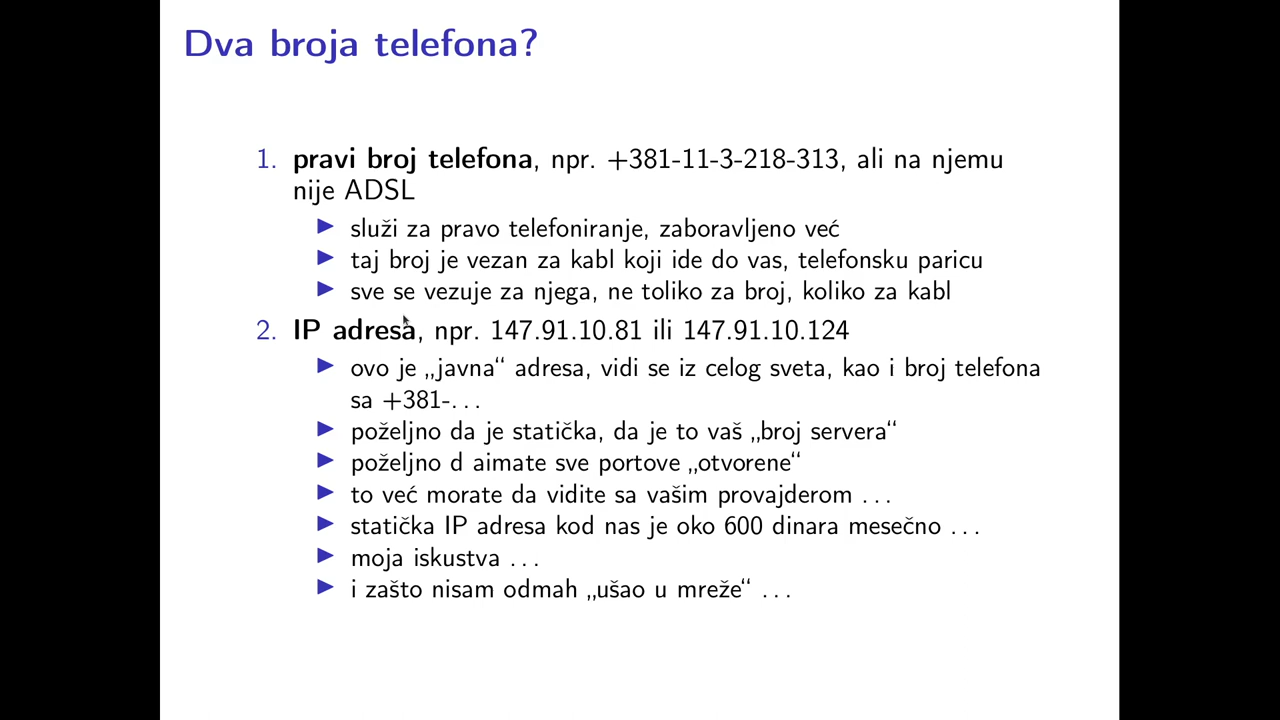 Dva broja telefona?
1. pravi broj telefona, npr. +381-11-3-218-313, ali na njemu
nije ADSL
▶ služi za pravo telefoniranje, zaboravljeno već
▶ taj broj je vezan za kabl koji ide do vas, telefonsku paricu
▶ sve se vezuje za njega, ne toliko za broj, koliko za kabl
2. IP adresa, npr. 147.91.10.81 ili 147.91.10.124
▶ ovo je „javna“ adresa, vidi se iz celog sveta, kao i broj telefona
sa +381-...
▶ poželjno da je statička, da je to vaš „broj servera“
▶ poželjno d aimate sve portove „otvorene“
▶ to već morate da vidite sa vašim provajderom ...
▶ statička IP adresa kod nas je oko 600 dinara mesečno ...
▶ moja iskustva ...
▶ i zašto nisam odmah „ušao u mreže“ ...